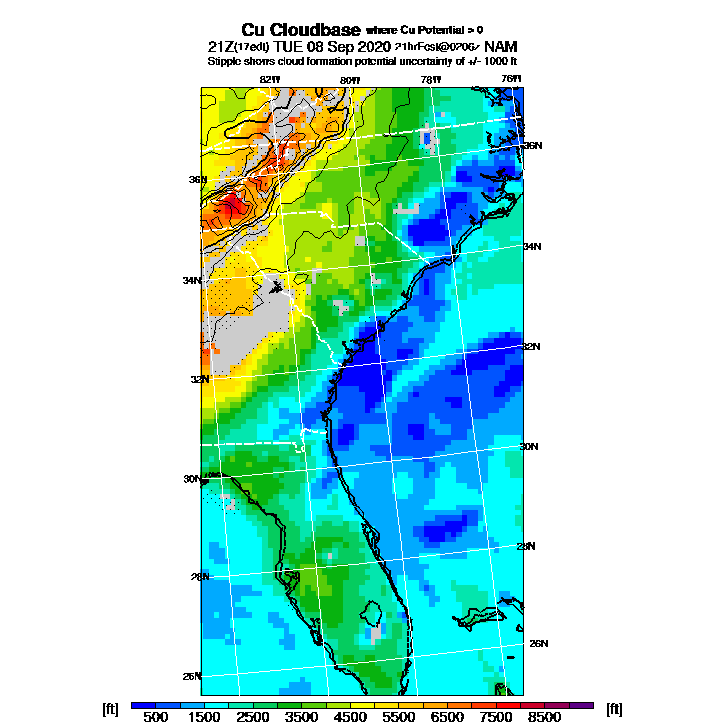 Cu Cloudbase where Cu Potential > 0
21Z(17edt) TUE 08 Sep 2020 21hrFcst@0206z NAM
Stipple shows cloud formation potential uncertainty of +/- 1000 ft
82W 80W 78W 76W
36N
36N
34N
34N
32N
32N
30N
30N
28N
28N
26N
26N
[ft] [ft]
500 1500 2500 3500 4500 5500 6500 7500 8500